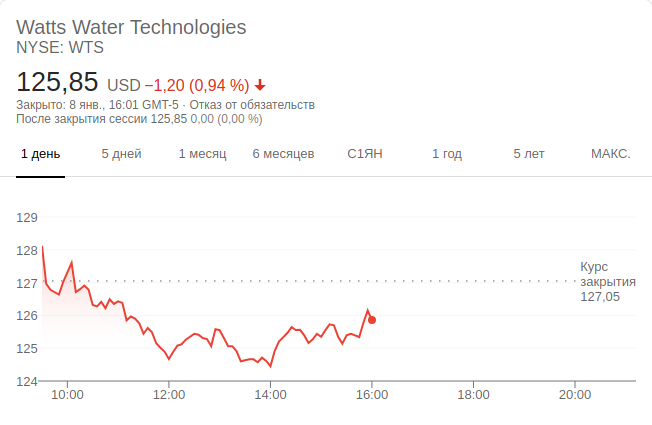 Watts Water Technologies
NYSE: WTS
125,85 USD −1,20 (0,94 %)
Закрыто: 8 янв., 16:01 GMT-5 · Отказ от обязательств
После закрытия сессии 125,85 0,00 (0,00 %)
1 день 5 дней 1 месяц 6 месяцев С1ЯН 1 год 5 лет МАКС.
129
128
127
126
125
124
Курс
закрытия
127,05
10:00 12:00 14:00 16:00 18:00 20:00